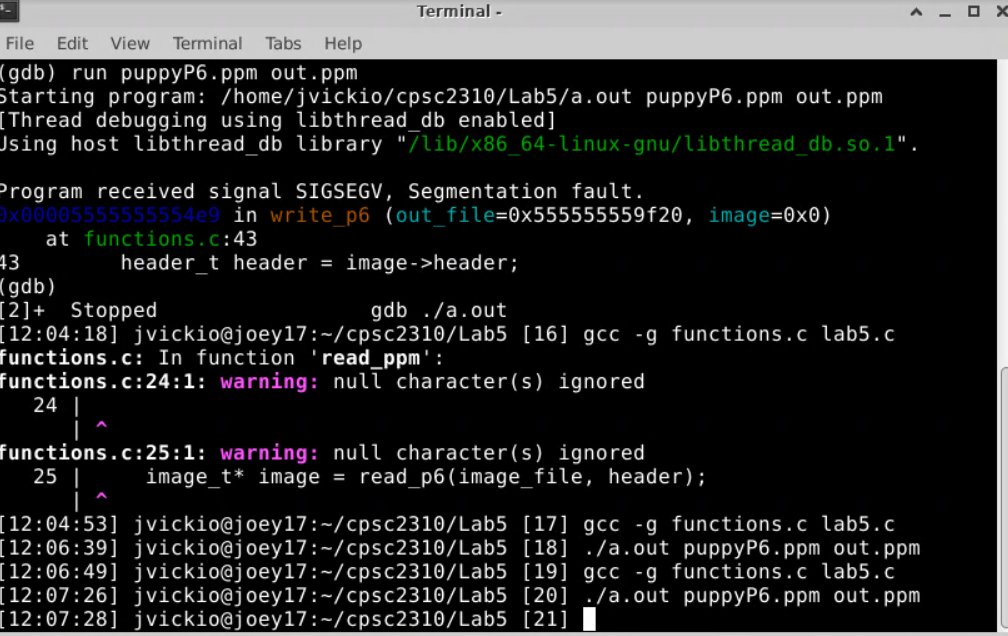 Terminal -
File Edit View Terminal Tabs Help
(gdb) run puppyP6.ppm out.ppm
Starting program: /home/jvickio/cpsc2310/Lab5/a.out puppyP6.ppm out.ppm
[Thread debugging using libthread_db enabled]
Using host libthread_db library "/lib/x86_64-linux-gnu/libthread_db.so.1".
Program received signal SIGSEGV, Segmentation fault.
0x00005555555554e9 in write_p6 (out_file=0x555555559f20, image=0x0)
    at functions.c:43
43          header_t header = image->header;
(gdb)
[2]+  Stopped                 gdb ./a.out
[12:04:18] jvickio@joey17:~/cpsc2310/Lab5 [16] gcc -g functions.c lab5.c
functions.c: In function 'read_ppm':
functions.c:24:1: warning: null character(s) ignored
   24 |
      | ^
functions.c:25:1: warning: null character(s) ignored
   25 |     image_t* image = read_p6(image_file, header);
      | ^
[12:04:53] jvickio@joey17:~/cpsc2310/Lab5 [17] gcc -g functions.c lab5.c
[12:06:39] jvickio@joey17:~/cpsc2310/Lab5 [18] ./a.out puppyP6.ppm out.ppm
[12:06:49] jvickio@joey17:~/cpsc2310/Lab5 [19] gcc -g functions.c lab5.c
[12:07:26] jvickio@joey17:~/cpsc2310/Lab5 [20] ./a.out puppyP6.ppm out.ppm
[12:07:28] jvickio@joey17:~/cpsc2310/Lab5 [21]